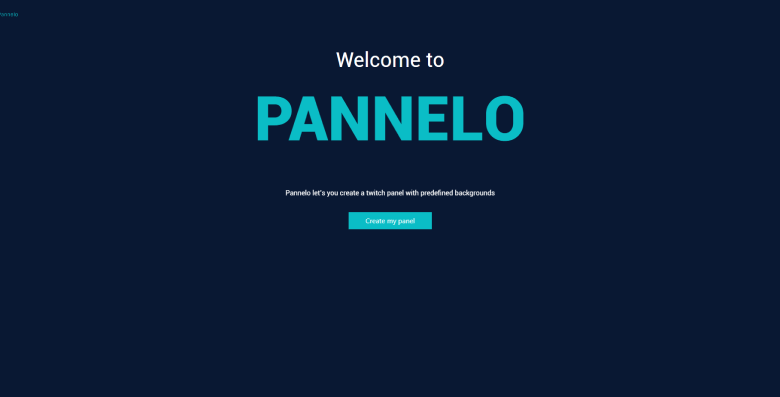 Pannelo
Welcome to
PANNELO
Pannelo let's you create a twitch panel with predefined backgrounds
Create my panel